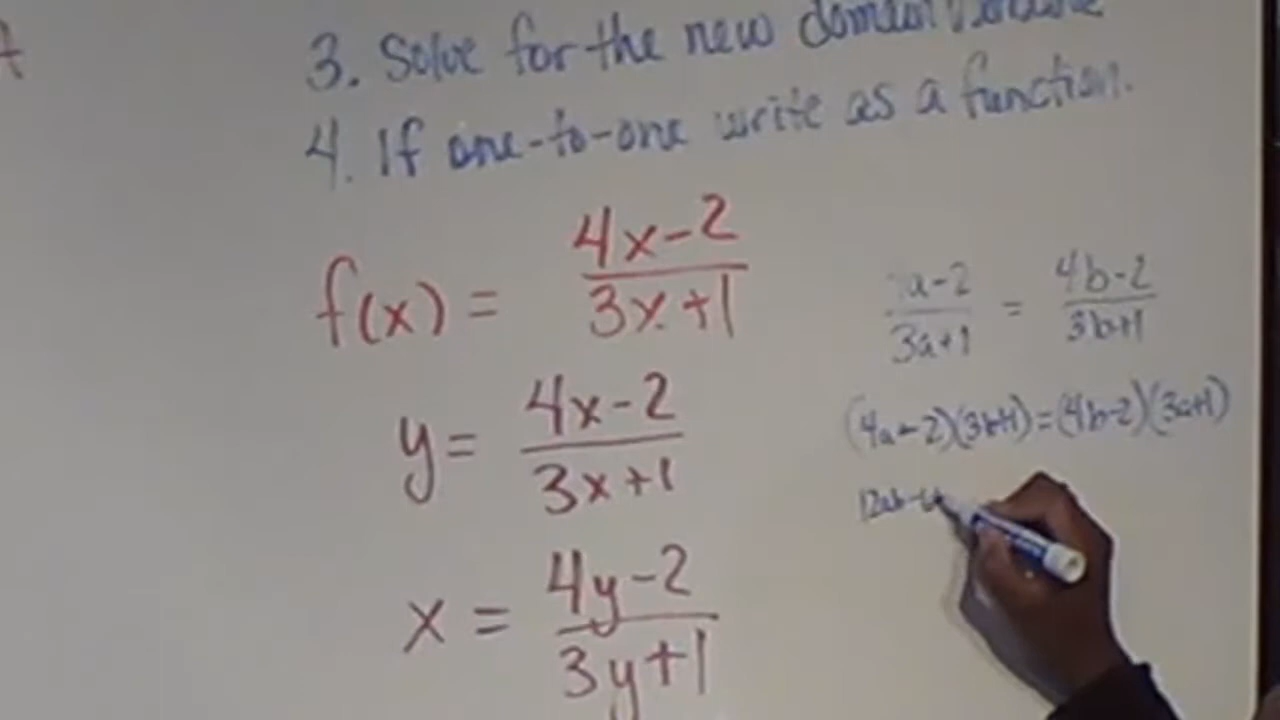 3. Solve for the new domain
4. If one-to-one write as a function.
f(x) = 4x-2 / 3x+1
y = 4x-2 / 3x+1
x = 4y-2 / 3y+1
a-2 / 3a+1 = 4b-2 / 3b+1
(4a-2)(3b+1)=(4b-2)(3a+1)
12ab-6